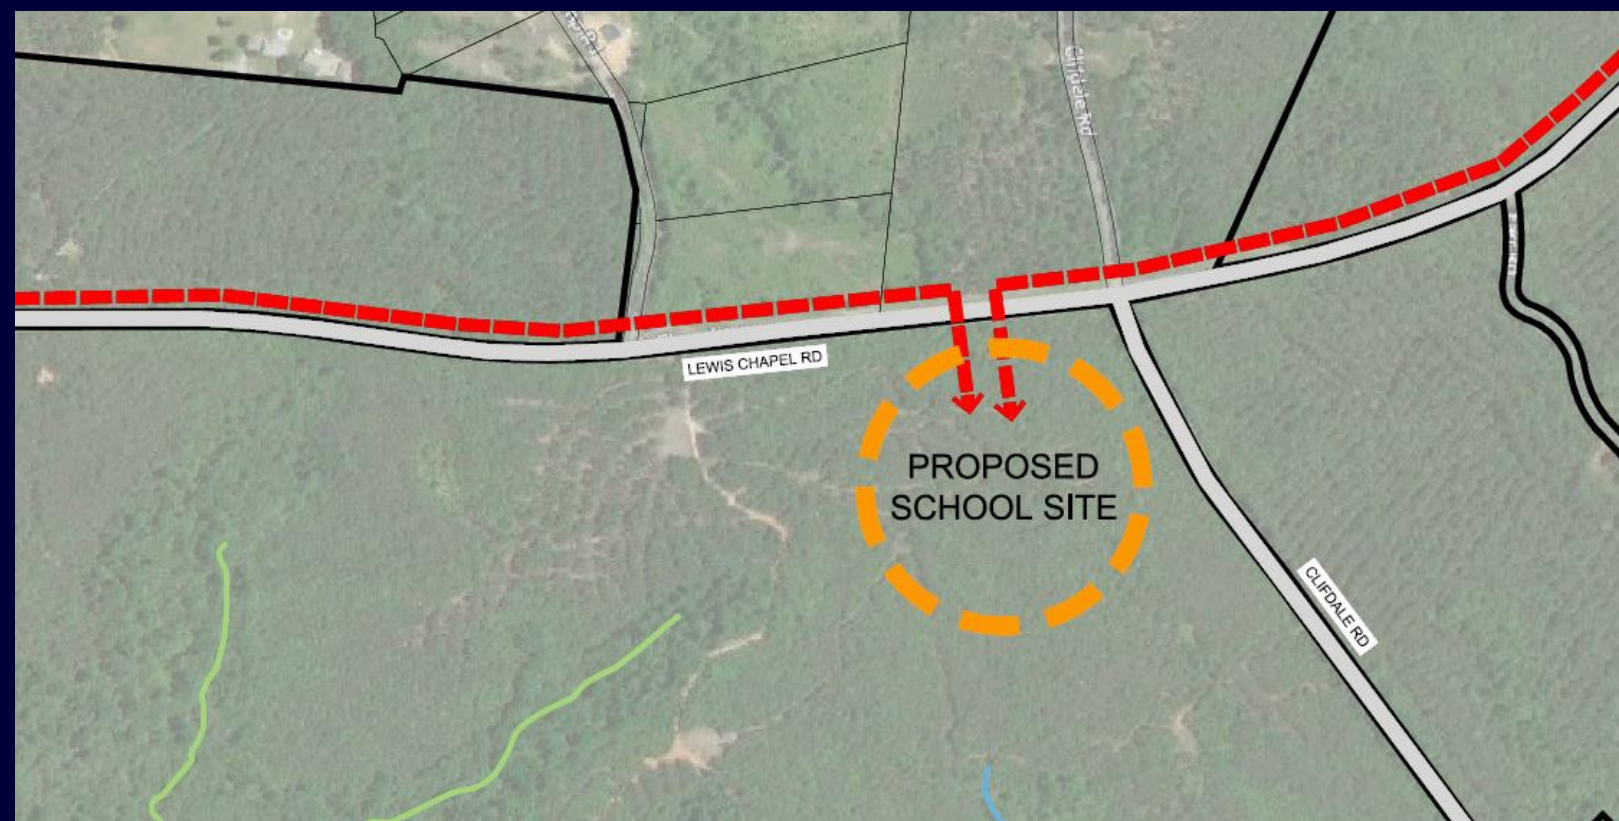 Clifdale Rd
LEWIS CHAPEL RD
PROPOSED
SCHOOL SITE
CLIFDALE RD